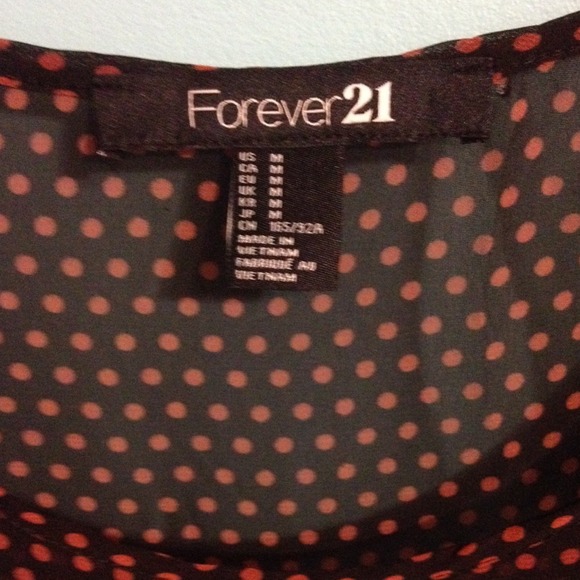 Forever21
US M
CA M
EU M
UK M
KR M
JP M
CN 165/92A
MADE IN
VIETNAM
FABRIQUÉ AU
VIETNAM